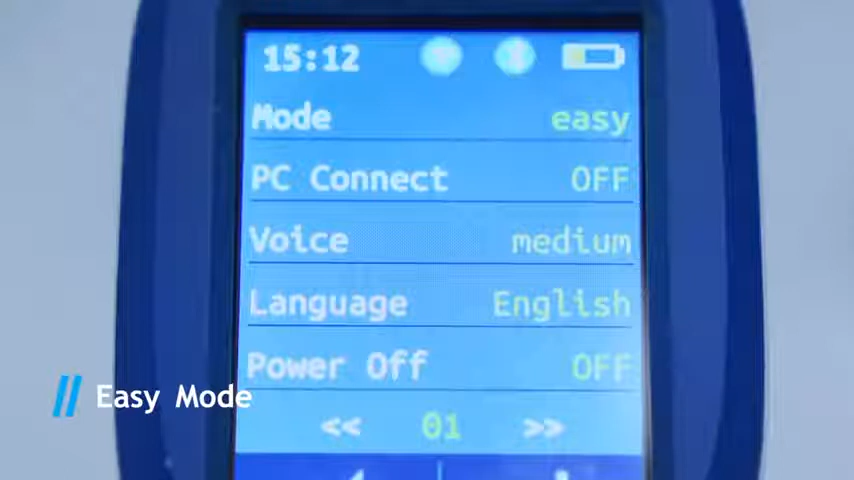 15:12
Mode easy
PC Connect OFF
Voice medium
Language English
Power Off OFF
// Easy Mode
<< 01 >>